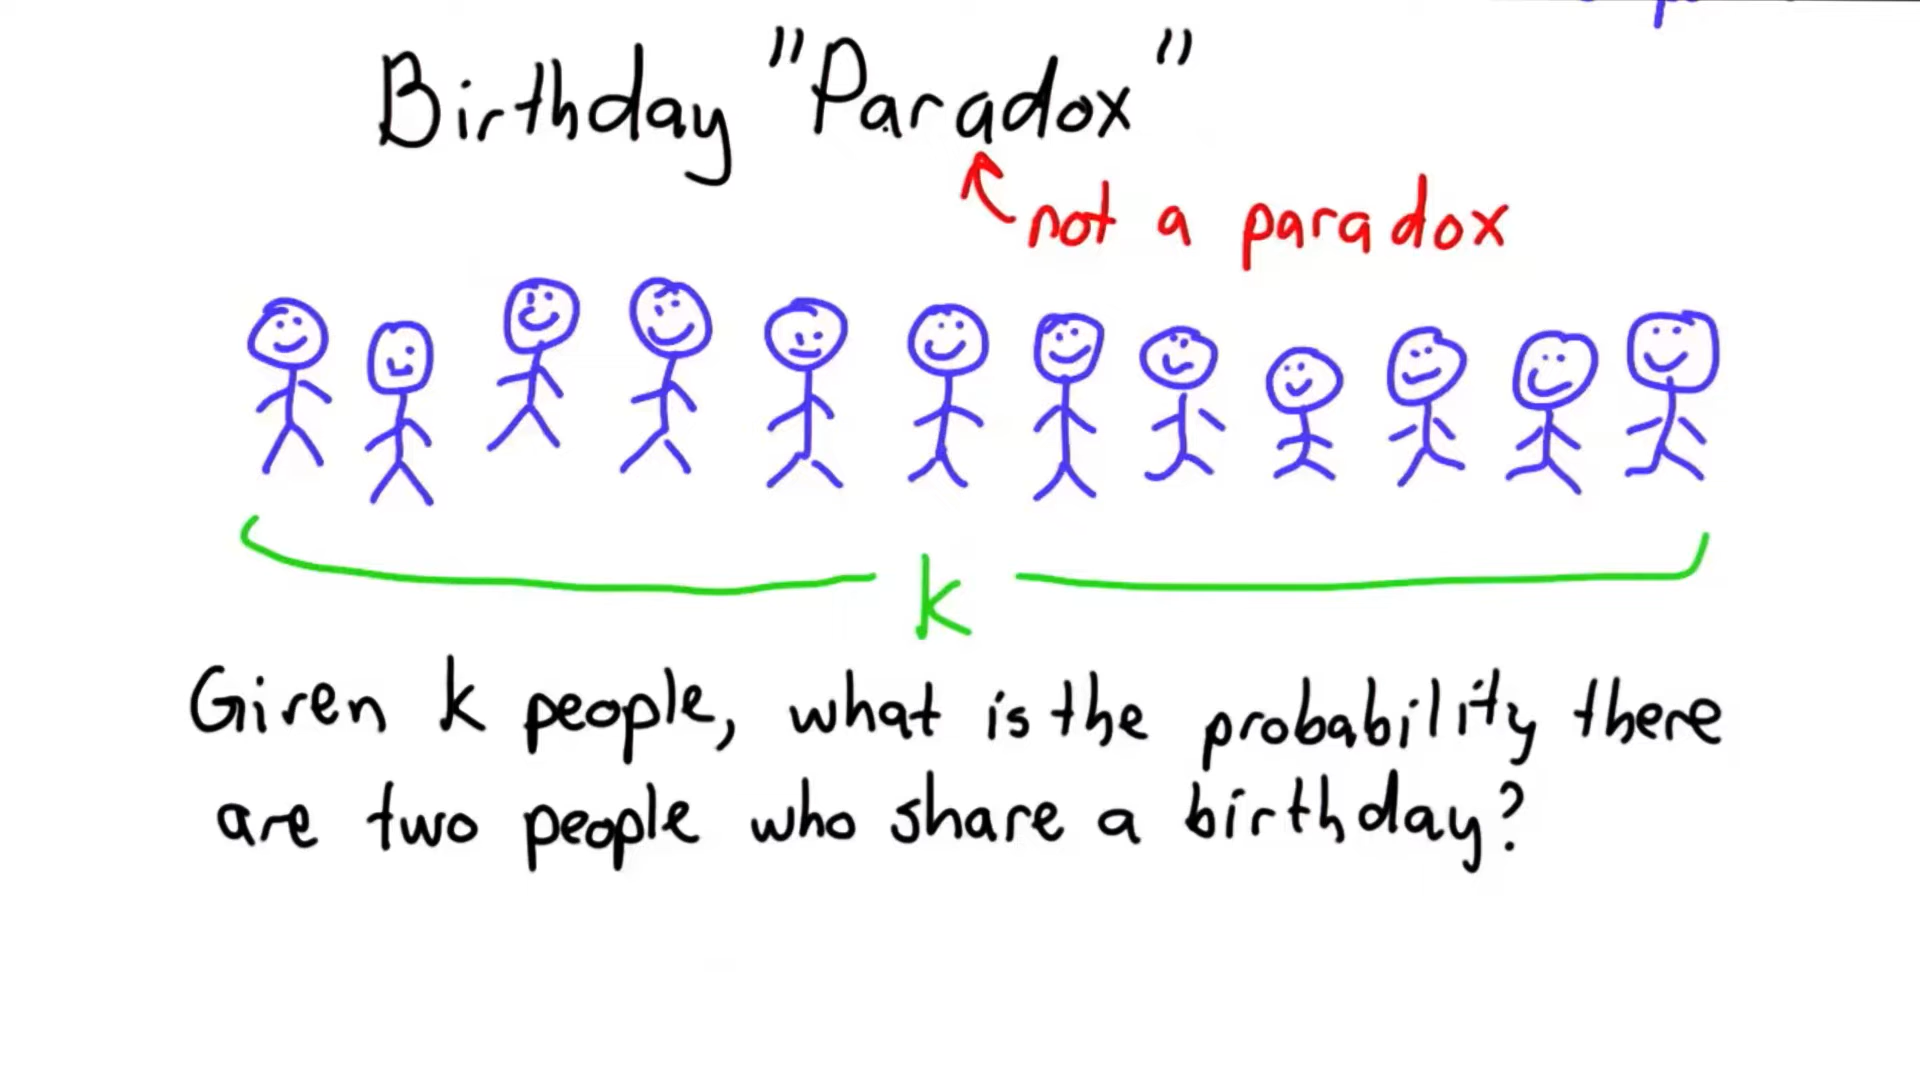 Birthday "Paradox"
not a paradox
k
Given k people, what is the probability there
are two people who share a birthday?